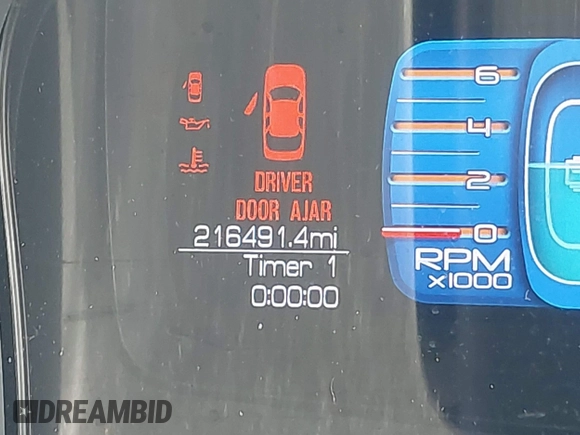 DRIVER
DOOR AJAR
216491.4mi
Timer 1
0:00:00
6
4
2
0
RPM
x1000
DREAMBID